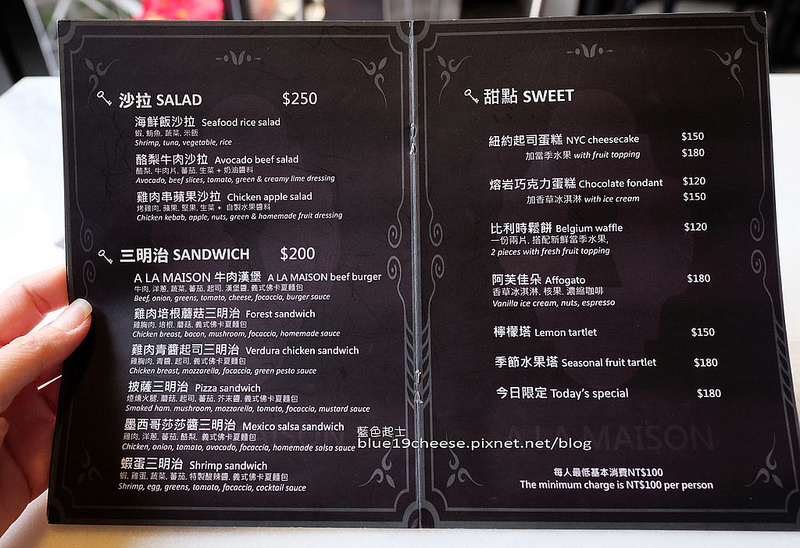 沙拉 SALAD $250
海鮮飯沙拉 Seafood rice salad
蝦, 鮪魚, 蔬菜, 米飯
Shrimp, tuna, vegetable, rice
酪梨牛肉沙拉 Avocado beef salad
酪梨, 牛肉片, 蕃茄, 生菜 + 奶油醬料
Avocado, beef slices, tomato, green & creamy lime dressing
雞肉串蘋果沙拉 Chicken apple salad
烤雞肉, 蘋果, 堅果, 生菜 + 自製水果醬料
Chicken kebab, apple, nuts, green & homemade fruit dressing
三明治 SANDWICH $200
A LA MAISON 牛肉漢堡 A LA MAISON beef burger
牛肉, 洋蔥, 蔬菜, 蕃茄, 起司, 漢堡醬, 義式佛卡夏麵包
Beef, onion, greens, tomato, cheese, focaccia, burger sauce
雞肉培根蘑菇三明治 Forest sandwich
雞胸肉, 培根, 蘑菇, 義式佛卡夏麵包
Chicken breast, bacon, mushroom, focaccia, homemade sauce
雞肉青醬起司三明治 Verdura chicken sandwich
雞胸肉, 青醬, 起司, 義式佛卡夏麵包
Chicken breast, mozzarella, focaccia, green pesto sauce
披薩三明治 Pizza sandwich
煙燻火腿, 蘑菇, 起司, 蕃茄, 芥末醬, 義式佛卡夏麵包
Smoked ham, mushroom, mozzarella, tomato, focaccia, mustard sauce
墨西哥莎莎醬三明治 Mexico salsa sandwich
雞肉, 洋蔥, 蕃茄, 酪梨, 義式佛卡夏麵包
Chicken, onion, tomato, avocado, focaccia, homemade salsa sauce
蝦蛋三明治 Shrimp sandwich
蝦, 雞蛋, 蔬菜, 蕃茄, 特製酸辣醬, 義式佛卡夏麵包
Shrimp, egg, greens, tomato, focaccia, cocktail sauce
甜點 SWEET
紐約起司蛋糕 NYC cheesecake $150
加當季水果 with fruit topping $180
熔岩巧克力蛋糕 Chocolate fondant $120
加香草冰淇淋 with ice cream $150
比利時鬆餅 Belgium waffle $120
一份兩片, 搭配新鮮當季水果,
2 pieces with fresh fruit topping
阿芙佳朵 Affogato $180
香草冰淇淋, 核果, 濃縮咖啡
Vanilla ice cream, nuts, espresso
檸檬塔 Lemon tartlet $150
季節水果塔 Seasonal fruit tartlet $180
今日限定 Today's special $180
A LA MAISON
每人最低基本消費NT$100
The minimum charge is NT$100 per person
藍色起士
blue19cheese.pixnet.net/blog